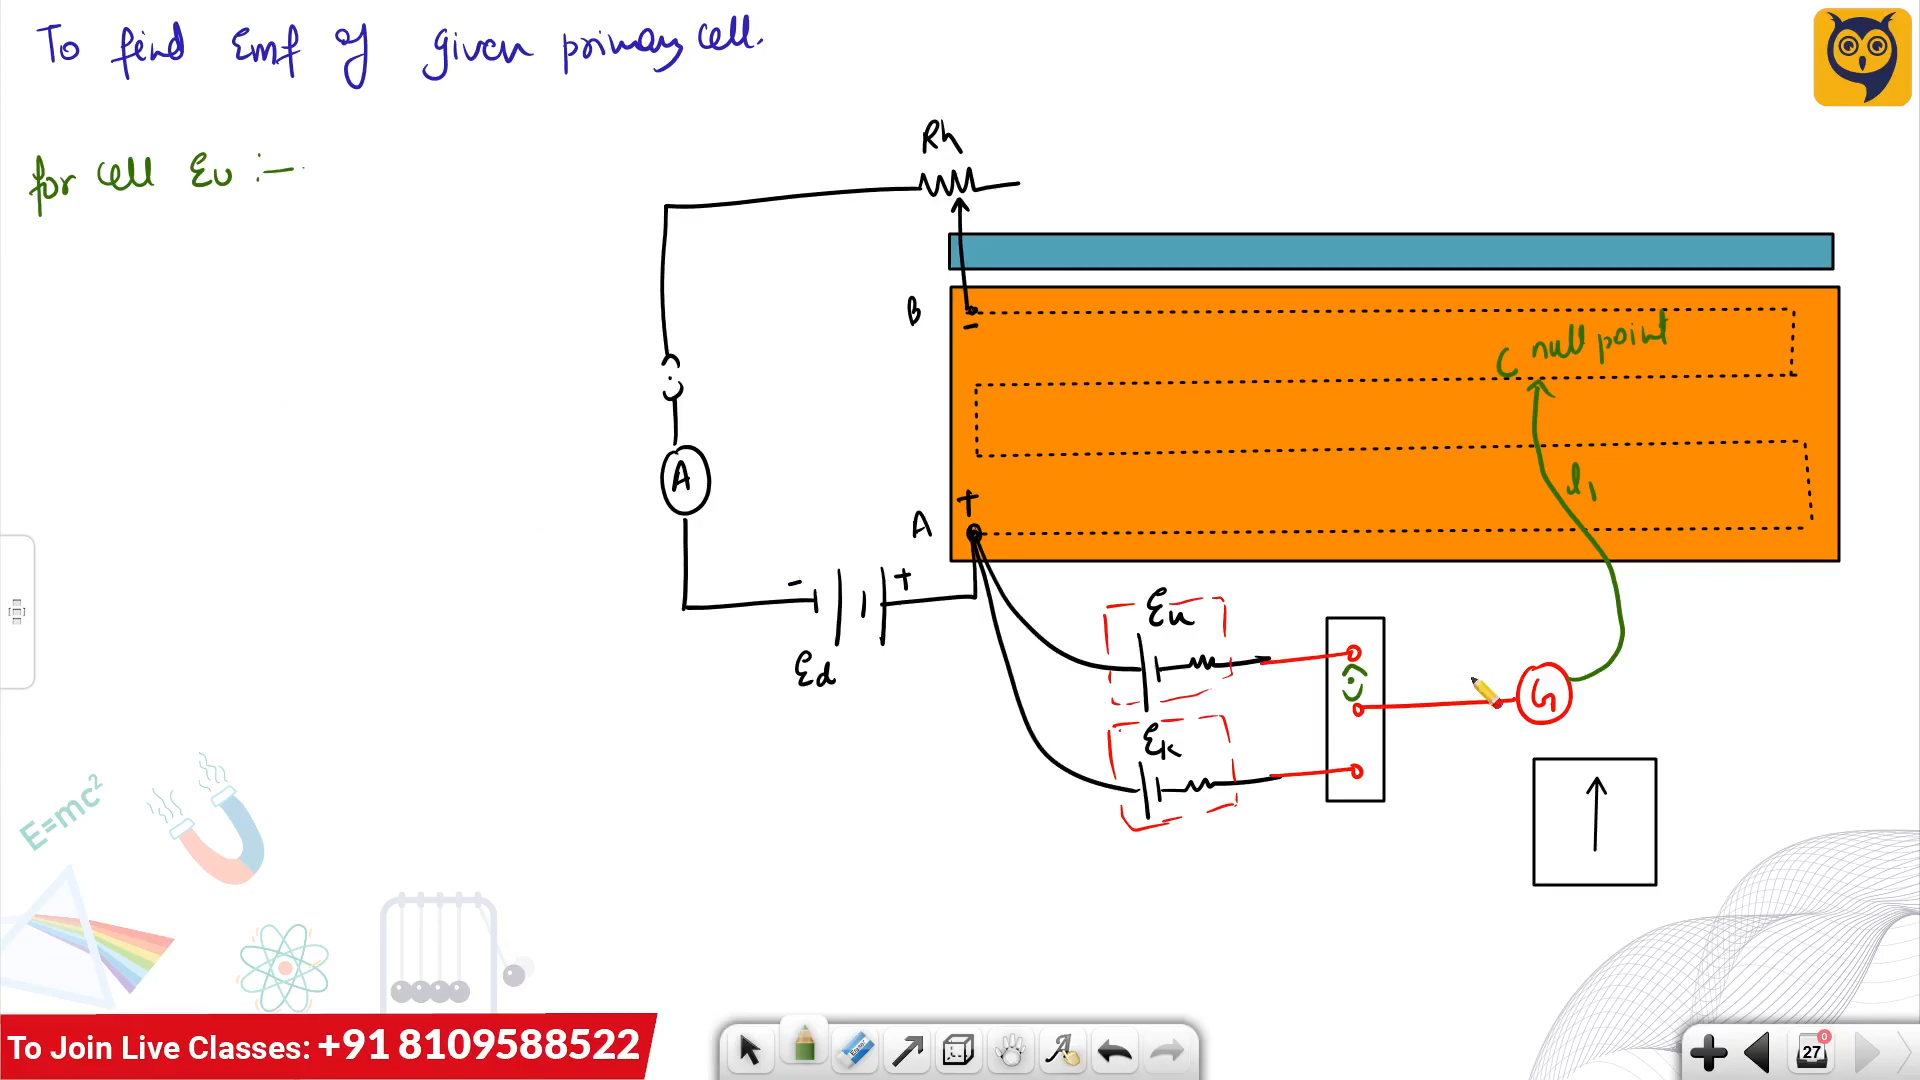 To find Emf of given primary cell.
for cell Eu :-
Rh
B
C null point
A
l1
+
A
-
+
Ed
Eu
G
Ek
E=mc²
To Join Live Classes: +91 8109588522
27
0